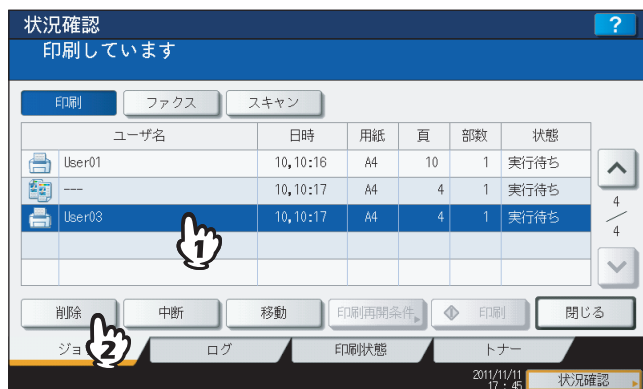 状況確認
?
印刷しています
印刷 ファクス スキャン
ユーザ名 日時 用紙 頁 部数 状態
User01 10,10:16 A4 10 1 実行待ち
--- 10,10:17 A4 4 1 実行待ち
User03 10,10:17 A4 4 1 実行待ち
4
4
1
削除 中断 移動 印刷再開条件 印刷 閉じる
2
ジョ ログ 印刷状態 トナー
2011/11/11
17:45
状況確認